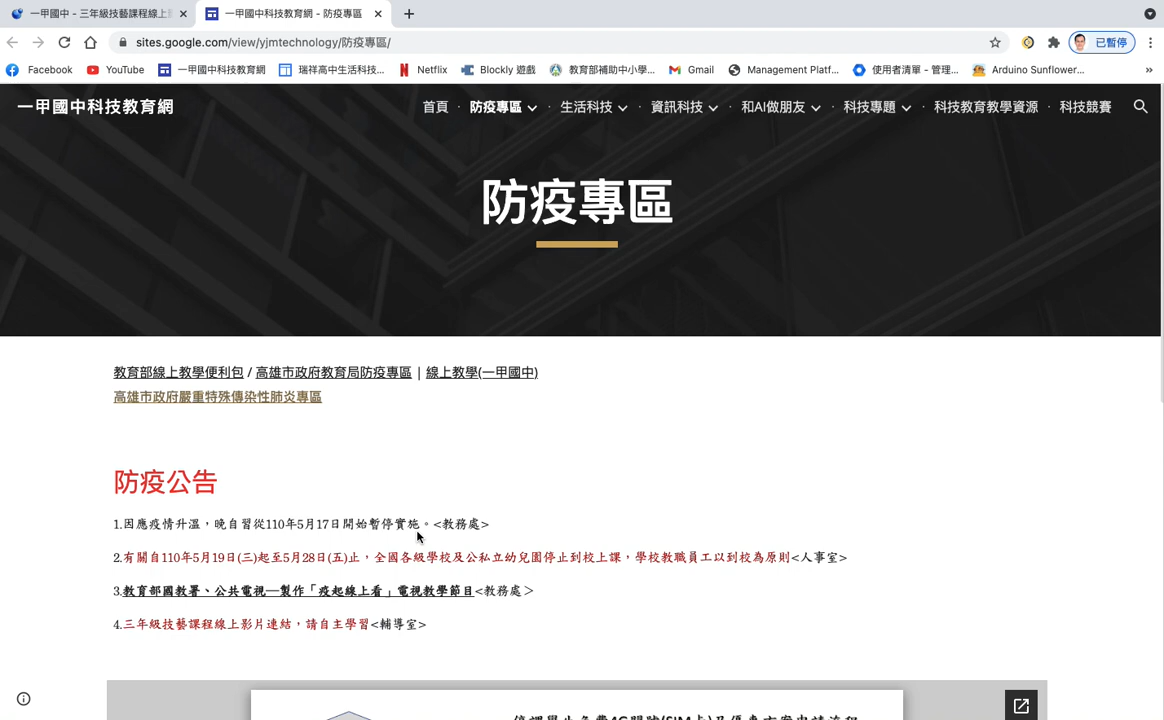 一甲國中 - 三年級技藝課程線上
一甲國中科技教育網 - 防疫專區
sites.google.com/view/yjmtechnology/防疫專區/
已暫停
Facebook
YouTube
一甲國中科技教育網
瑞祥高中生活科技...
Netflix
Blockly 遊戲
教育部補助中小學...
Gmail
Management Platf...
使用者清單 - 管理...
Arduino Sunflower...
»
一甲國中科技教育網
首頁 · 防疫專區 · 生活科技 · 資訊科技 · 和AI做朋友 · 科技專題 · 科技教育教學資源 · 科技競賽
防疫專區
教育部線上教學便利包 / 高雄市政府教育局防疫專區 | 線上教學(一甲國中)
高雄市政府嚴重特殊傳染性肺炎專區
防疫公告
1.因應疫情升溫，晚自習從110年5月17日開始暫停實施。<教務處>
2.有關自110年5月19日(三)起至5月28日(五)止，全國各級學校及公私立幼兒園停止到校上課，學校教職員工以到校為原則<人事室>
3.教育部國教署、公共電視—製作「疫起線上看」電視教學節目<教務處＞
4.三年級技藝課程線上影片連結，請自主學習<輔導室>